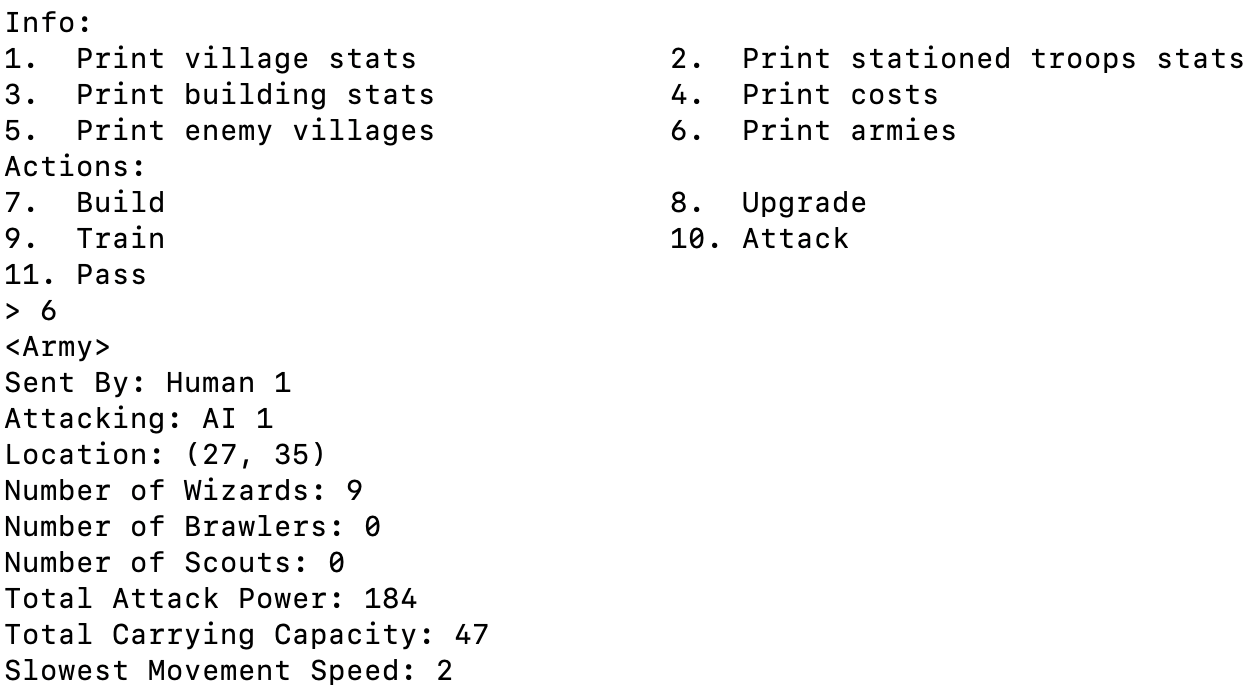 Info:
1.  Print village stats                            2.  Print stationed troops stats
3.  Print building stats                           4.  Print costs
5.  Print enemy villages                           6.  Print armies
Actions:
7.  Build                                          8.  Upgrade
9.  Train                                          10. Attack
11. Pass
> 6
<Army>
Sent By: Human 1
Attacking: AI 1
Location: (27, 35)
Number of Wizards: 9
Number of Brawlers: 0
Number of Scouts: 0
Total Attack Power: 184
Total Carrying Capacity: 47
Slowest Movement Speed: 2